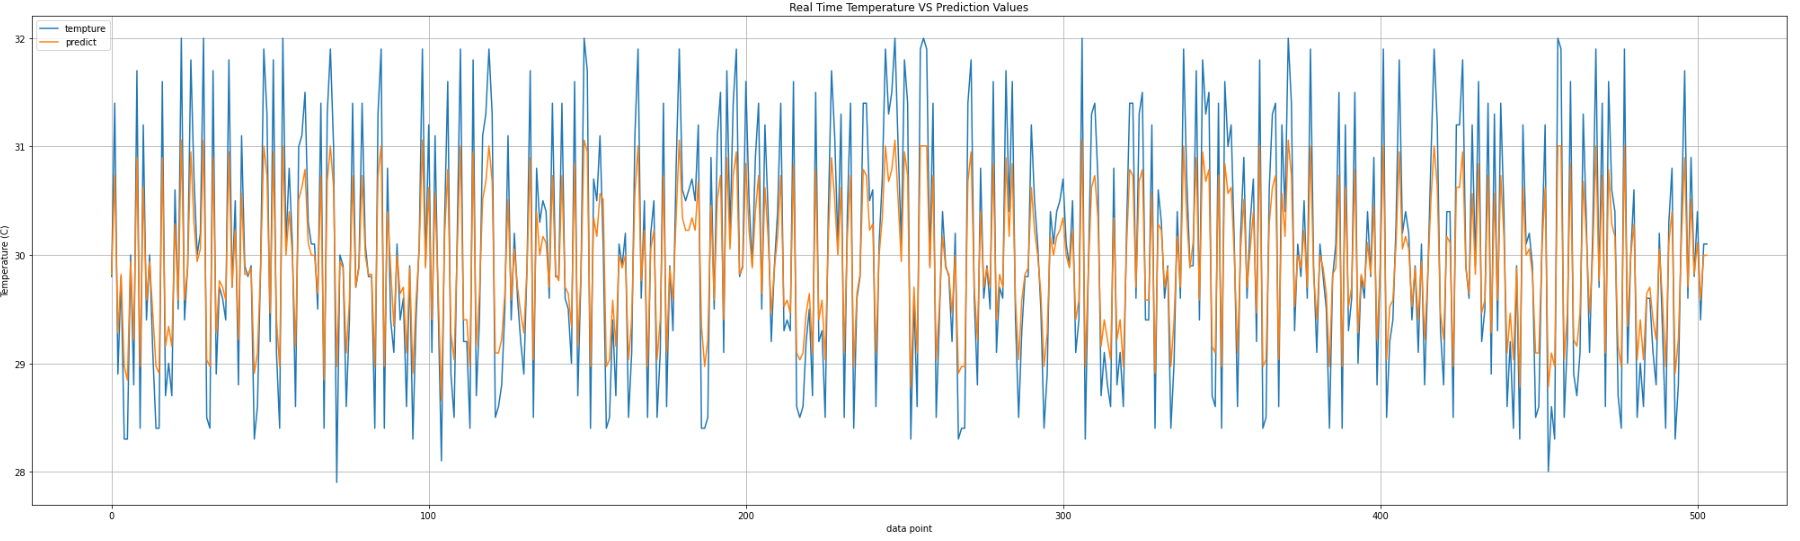 Real Time Temperature VS Prediction Values
tempture
predict
32
31
30
29
28
Temperature (C)
0 100 200 300 400 500
data point